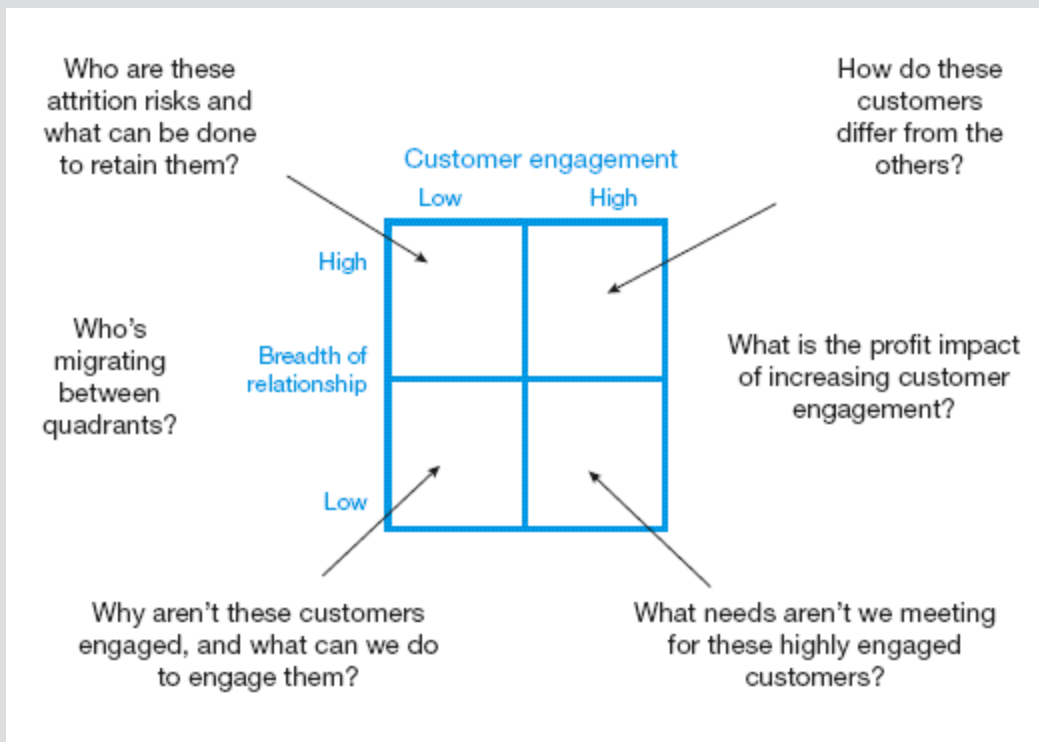 Who are these
attrition risks and
what can be done
to retain them?
How do these
customers
differ from the
others?
Customer engagement
Low
High
High
Who's
migrating
between
quadrants?
Breadth of
relationship
What is the profit impact
of increasing customer
engagement?
Low
Why aren't these customers
engaged, and what can we do
to engage them?
What needs aren't we meeting
for these highly engaged
customers?